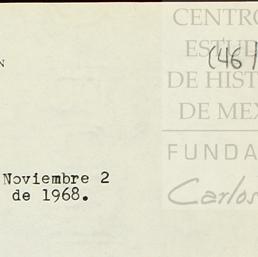 CENTRO
ESTUD
DE HIST
DE MEX
FUNDA
Carlos
(46
N
Noviembre 2
de 1968.